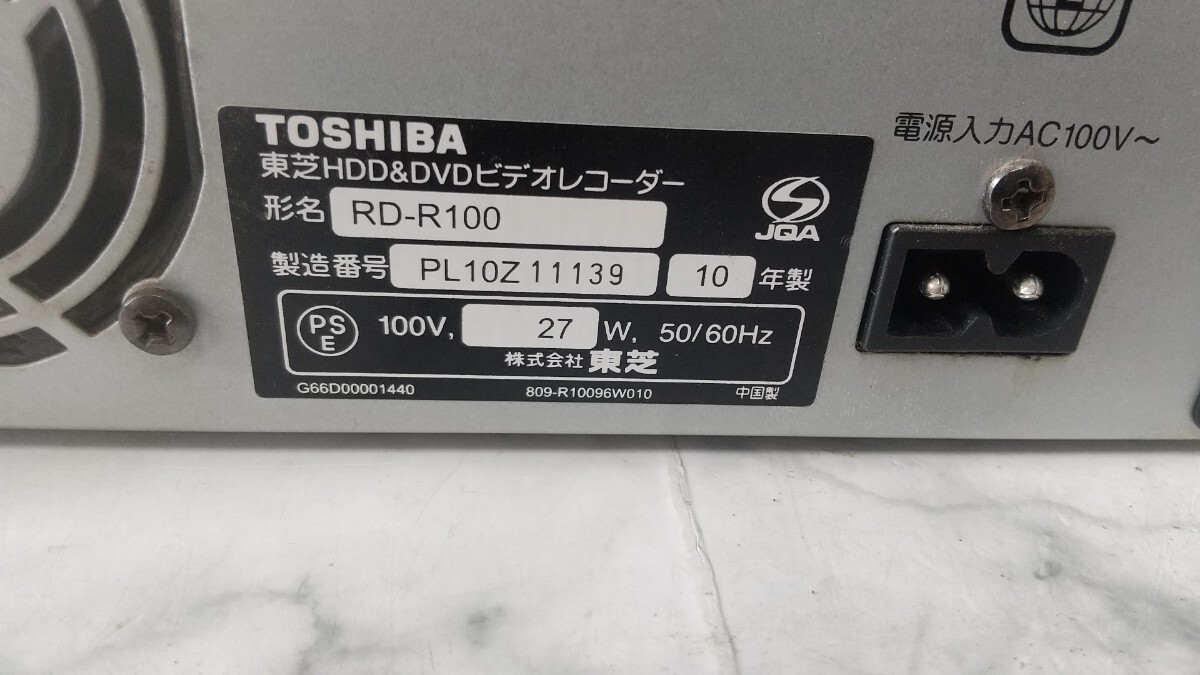 TOSHIBA
東芝HDD&DVDビデオレコーダー
形名 RD-R100
JQA
製造番号 PL10Z11139 10 年製
PS E 100V, 27 W, 50/60Hz
株式会社 東芝
G66D00001440 809-R10096W010 中国製
電源入力AC100V～